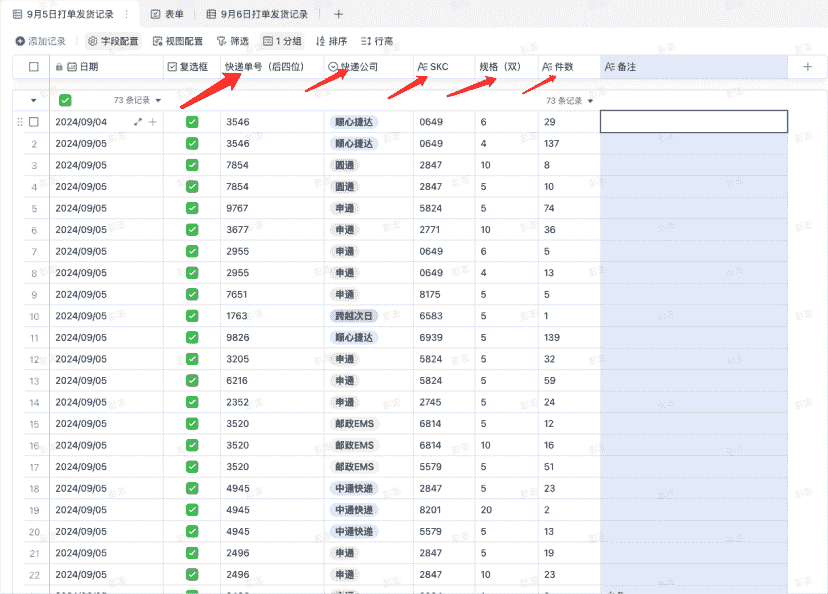 9月5日打单发货记录 表单 9月6日打单发货记录
添加记录 字段配置 视图配置 筛选 1 分组 排序 行高
日期 复选框 快递单号（后四位） 快递公司 SKC 规格（双） 件数 备注
73 条记录 73 条记录
2024/09/04 3546 顺心捷达 0649 6 29
2 2024/09/05 3546 顺心捷达 0649 4 137
3 2024/09/05 7854 圆通 2847 10 8
4 2024/09/05 7854 圆通 2847 5 10
5 2024/09/05 9767 申通 5824 5 74
6 2024/09/05 3677 申通 2771 10 36
7 2024/09/05 2955 申通 0649 6 5
8 2024/09/05 2955 申通 0649 4 13
9 2024/09/05 7651 申通 8175 5 5
10 2024/09/05 1763 跨越次日 6583 5 1
11 2024/09/05 9826 顺心捷达 6939 5 139
12 2024/09/05 3205 申通 5824 5 32
13 2024/09/05 6216 申通 5824 5 59
14 2024/09/05 2352 申通 2745 5 24
15 2024/09/05 3520 邮政EMS 6814 5 12
16 2024/09/05 3520 邮政EMS 6814 10 16
17 2024/09/05 3520 邮政EMS 5579 5 51
18 2024/09/05 4945 中通快递 2847 5 23
19 2024/09/05 4945 中通快递 8201 20 2
20 2024/09/05 4945 中通快递 5579 5 13
21 2024/09/05 2496 申通 2847 5 19
22 2024/09/05 2496 申通 2847 10 23